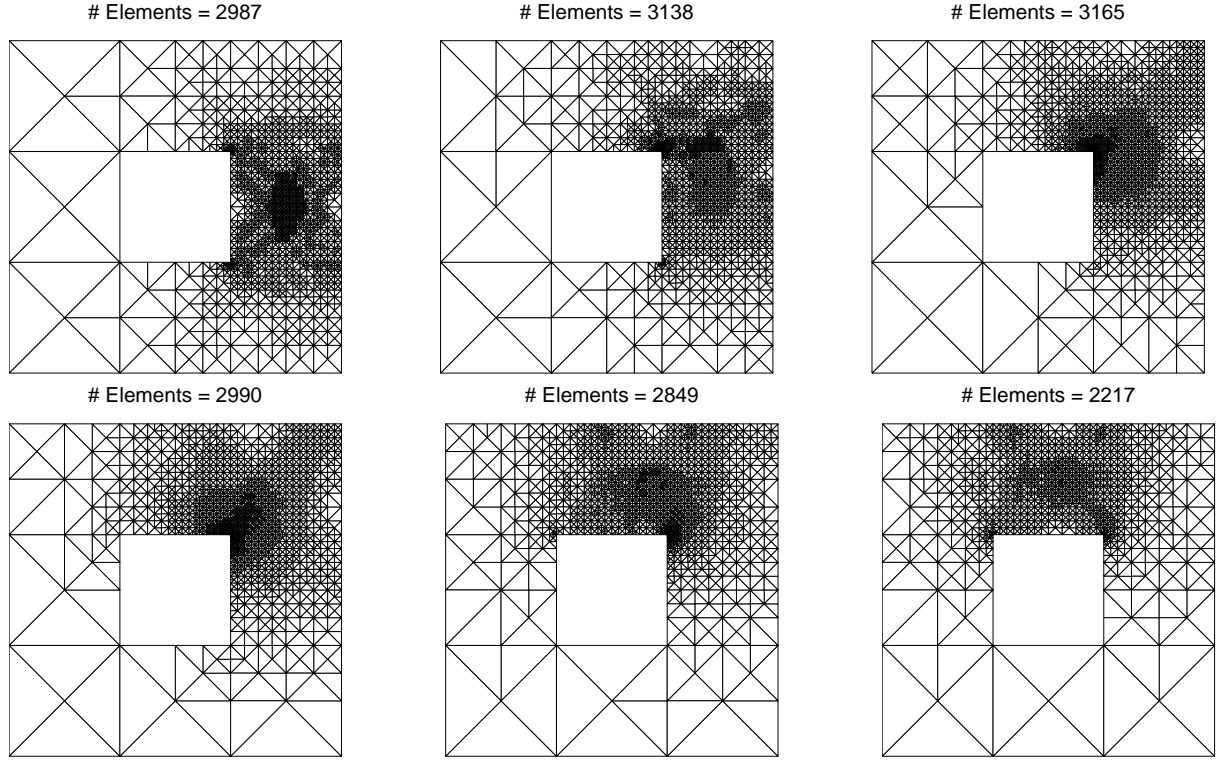 # Elements = 2987
# Elements = 3138
# Elements = 3165
# Elements = 2990
# Elements = 2849
# Elements = 2217